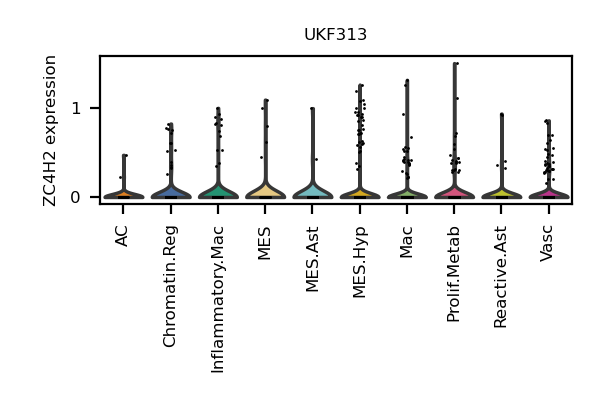 UKF313
ZC4H2 expression
1
0
AC
Chromatin.Reg
Inflammatory.Mac
MES
MES.Ast
MES.Hyp
Mac
Prolif.Metab
Reactive.Ast
Vasc